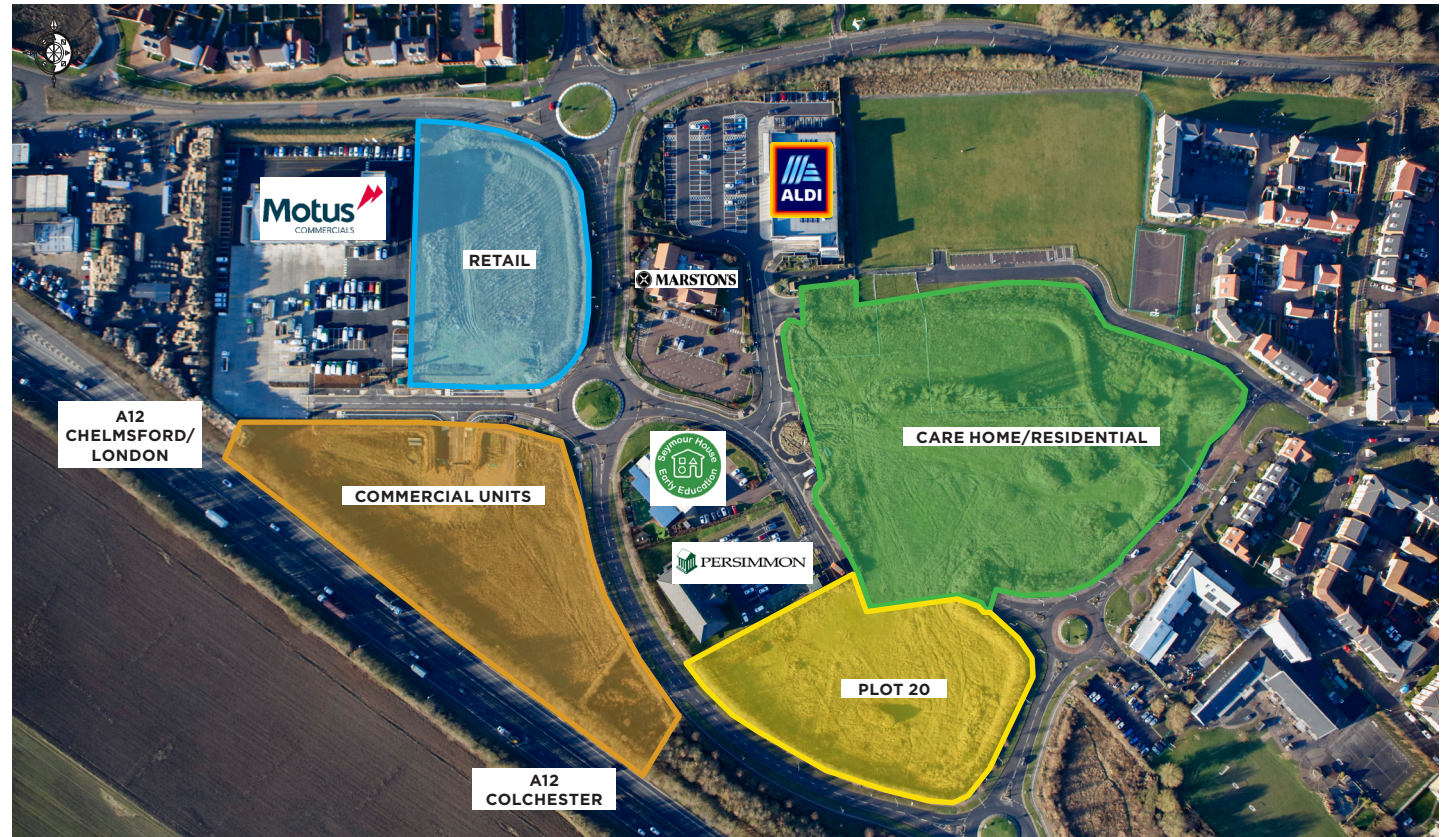 Motus
COMMERCIALS
RETAIL
ALDI
MARSTON'S
A12
CHELMSFORD/
LONDON
COMMERCIAL UNITS
CARE HOME/RESIDENTIAL
Seymour House
Early Education
PERSIMMON
PLOT 20
A12
COLCHESTER